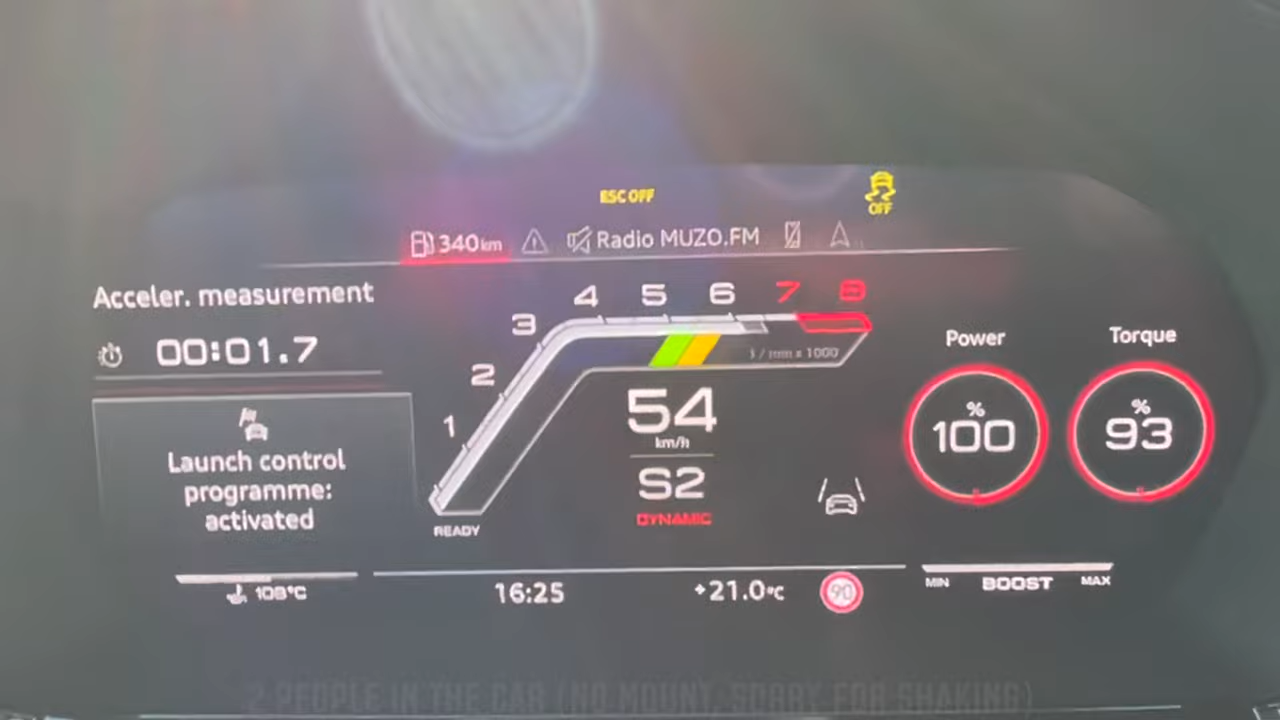 ESC OFF
OFF
340 km
Radio MUZO.FM
Acceler. measurement
00:01.7
Launch control
programme:
activated
108°C
1 2 3 4 5 6 7 8
1 / min x 1000
READY
54
km/h
S2
DYNAMIC
16:25
+21.0°C
90
Power
%
100
Torque
%
93
MIN BOOST MAX
2 PEOPLE IN THE CAR (NO MOUNT, SORRY FOR SHAKING)